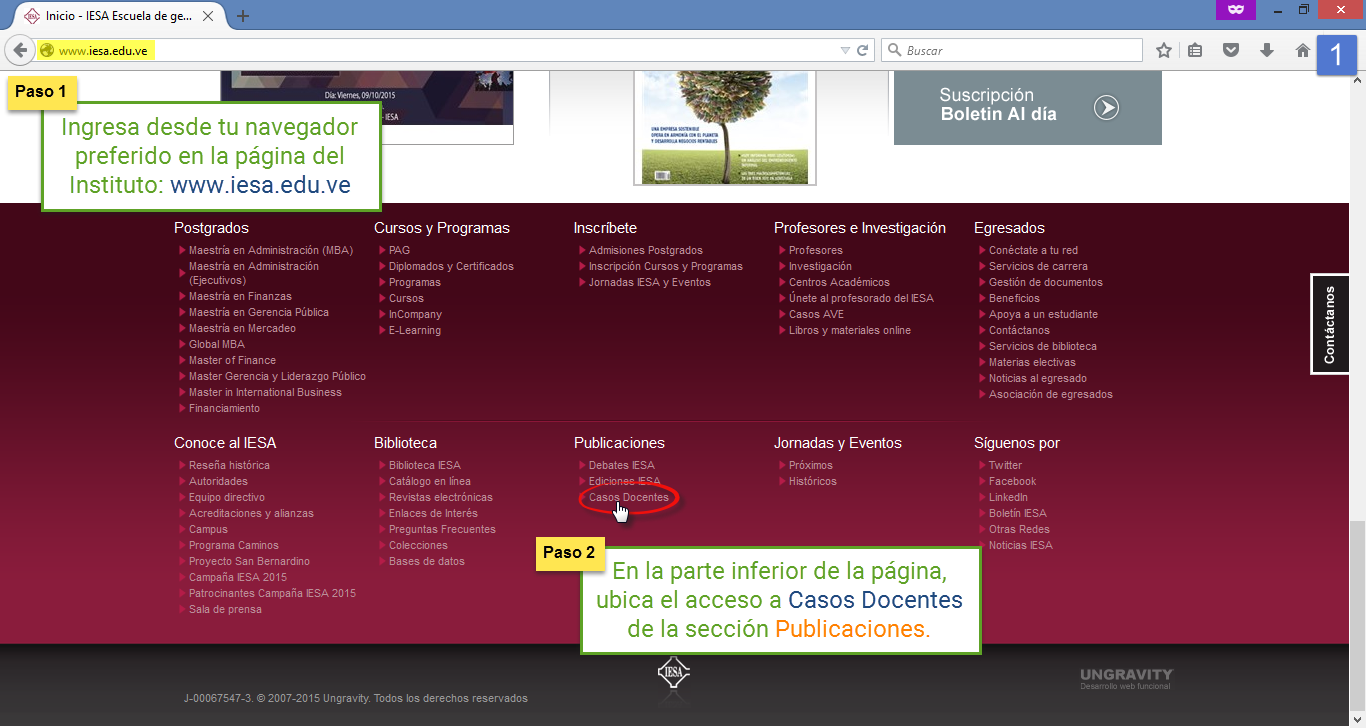 Inicio - IESA Escuela de ge...
www.iesa.edu.ve
Buscar
1
Paso 1
Ingresa desde tu navegador
preferido en la página del
Instituto: www.iesa.edu.ve
Día: Viernes, 09/10/2015
- IESA
UNA EMPRESA SOSTENIBLE
OPERA EN ARMONÍA CON EL PLANETA
Y DESARROLLA NEGOCIOS RENTABLES
Suscripción
Boletin Al día
Contáctanos
Postgrados
Maestría en Administración (MBA)
Maestría en Administración
(Ejecutivos)
Maestría en Finanzas
Maestría en Gerencia Pública
Maestría en Mercadeo
Global MBA
Master of Finance
Master Gerencia y Liderazgo Público
Master in International Business
Financiamiento
Cursos y Programas
PAG
Diplomados y Certificados
Programas
Cursos
InCompany
E-Learning
Inscríbete
Admisiones Postgrados
Inscripción Cursos y Programas
Jornadas IESA y Eventos
Profesores e Investigación
Profesores
Investigación
Centros Académicos
Únete al profesorado del IESA
Casos AVE
Libros y materiales online
Egresados
Conéctate a tu red
Servicios de carrera
Gestión de documentos
Beneficios
Apoya a un estudiante
Contáctanos
Servicios de biblioteca
Materias electivas
Noticias al egresado
Asociación de egresados
Conoce al IESA
Reseña histórica
Autoridades
Equipo directivo
Acreditaciones y alianzas
Campus
Programa Caminos
Proyecto San Bernardino
Campaña IESA 2015
Patrocinantes Campaña IESA 2015
Sala de prensa
Biblioteca
Biblioteca IESA
Catálogo en línea
Revistas electrónicas
Enlaces de Interés
Preguntas Frecuentes
Colecciones
Bases de datos
Publicaciones
Debates IESA
Ediciones IESA
Casos Docentes
Jornadas y Eventos
Próximos
Históricos
Síguenos por
Twitter
Facebook
LinkedIn
Boletín IESA
Otras Redes
Noticias IESA
Paso 2
En la parte inferior de la página,
ubica el acceso a Casos Docentes
de la sección Publicaciones.
IESA
J-00067547-3. © 2007-2015 Ungravity. Todos los derechos reservados
UNGRAVITY
Desarrollo web funcional